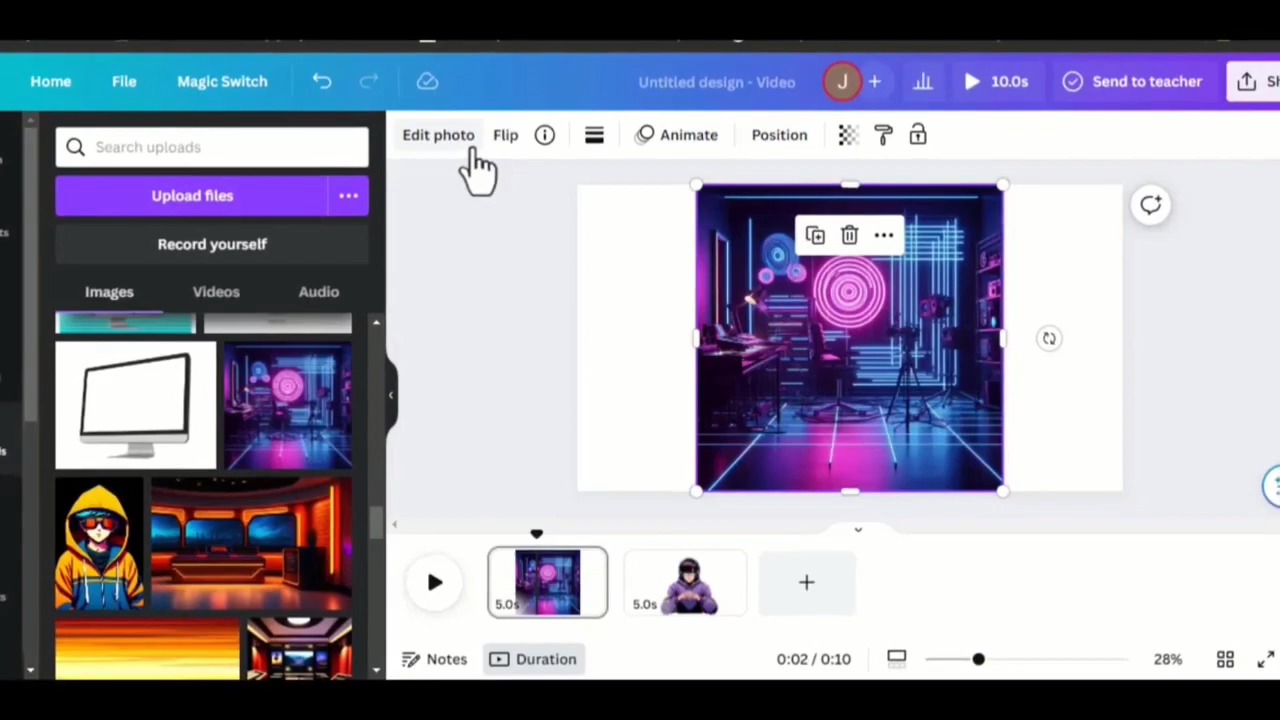 Home File Magic Switch Untitled design - Video J + 10.0s Send to teacher
Search uploads
Upload files
Record yourself
Images Videos Audio
Edit photo Flip Animate Position
5.0s 5.0s
Notes Duration 0:02 / 0:10 28%